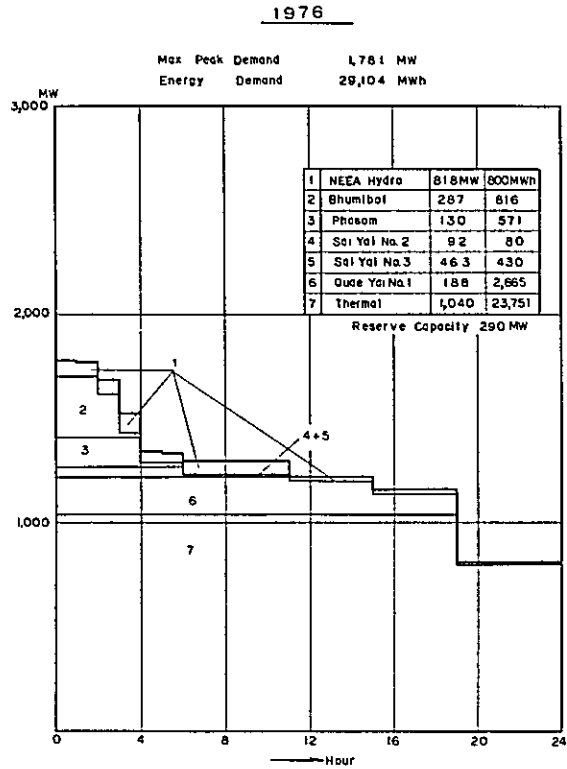 1976
Max Peak Demand 1,781 MW
Energy Demand 29,104 MWh
MW
3,000
1 NEEA Hydro 818MW 800MWh
2 Bhumibol 287 816
3 Phasom 130 571
4 Sai Yai No.2 92 80
5 Sai Yai No.3 46.3 430
6 Quae Yai No.1 188 2,665
7 Thermal 1,040 23,751
2,000
Reserve Capacity 290 MW
1
2
4+5
3
6
1,000
7
0 4 8 12 16 20 24
Hour